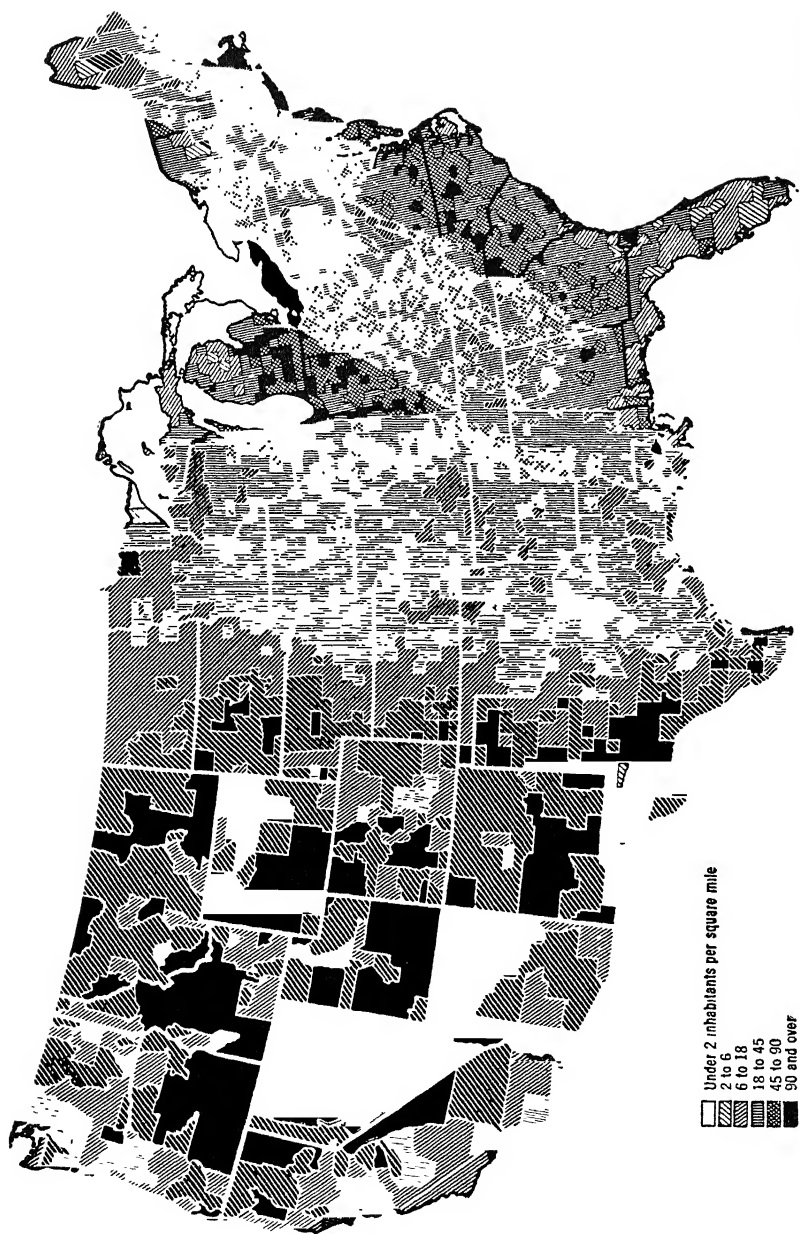 Under 2 inhabitants per square mile
2 to 6
6 to 18
18 to 45
45 to 90
90 and over